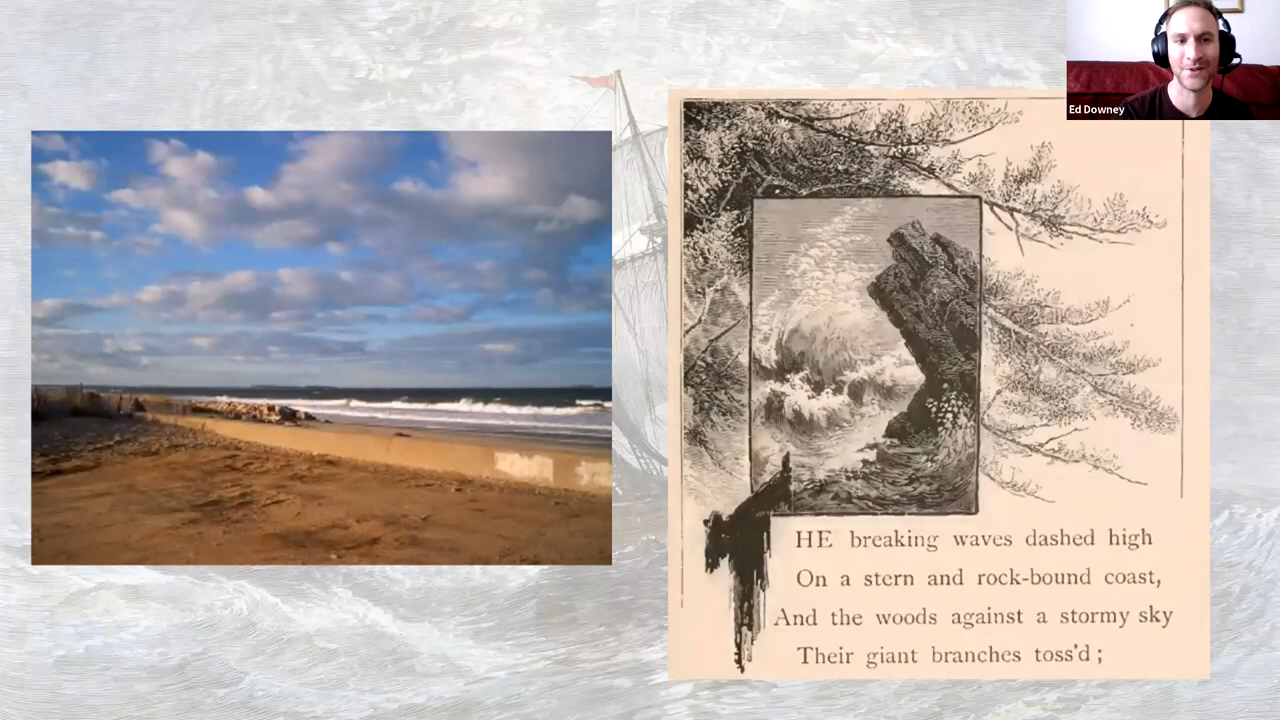 Ed Downey
THE breaking waves dashed high
On a stern and rock-bound coast,
And the woods against a stormy sky
Their giant branches toss'd ;